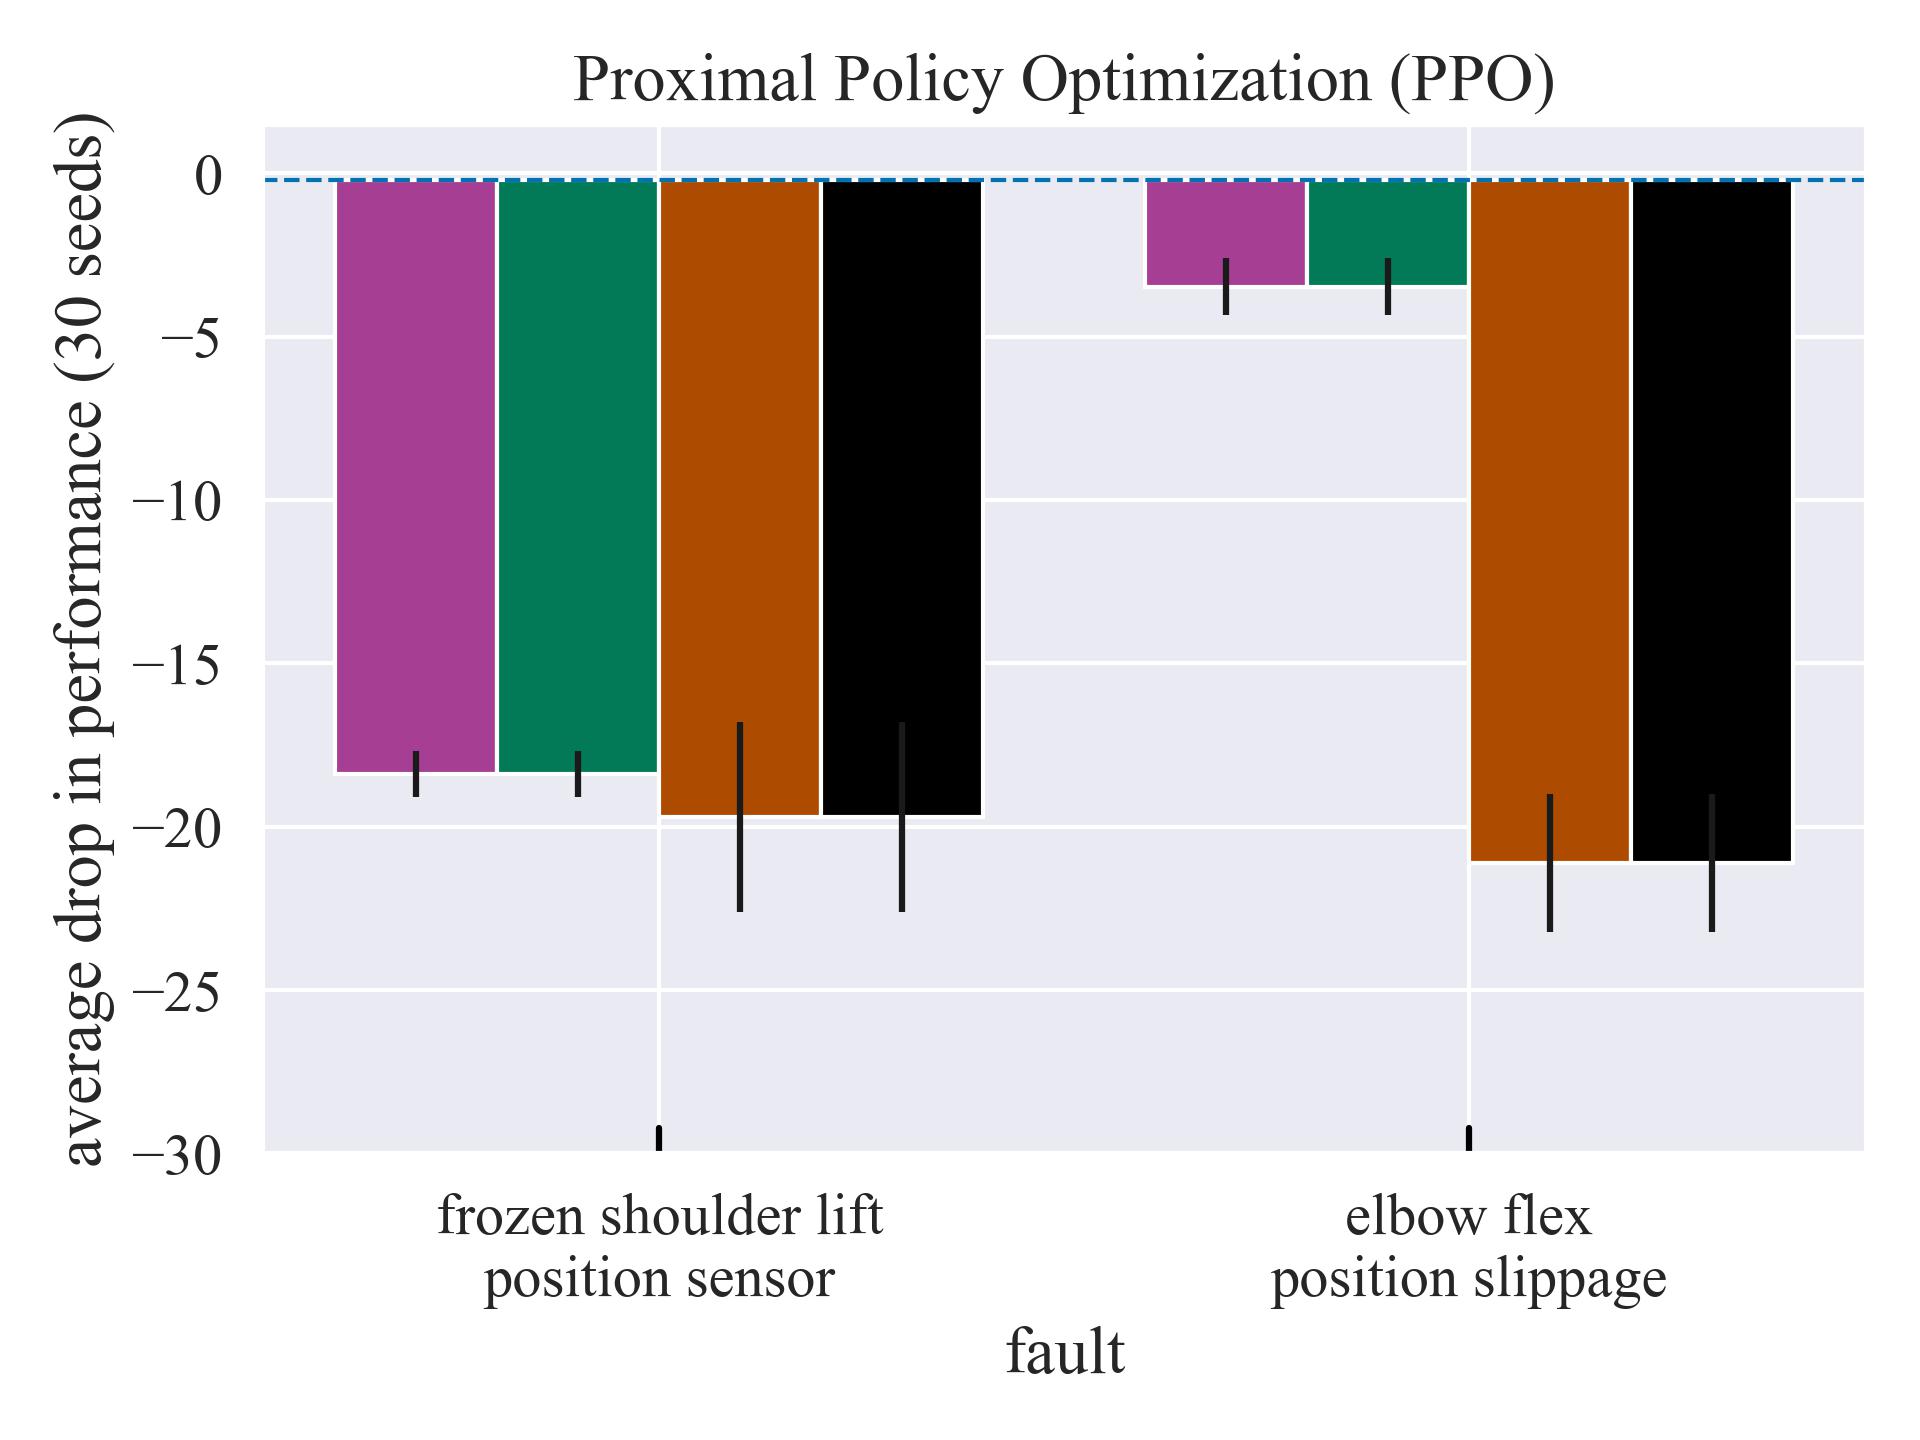 Proximal Policy Optimization (PPO)
average drop in performance (30 seeds)
0
−5
−10
−15
−20
−25
−30
frozen shoulder lift
position sensor
elbow flex
position slippage
fault